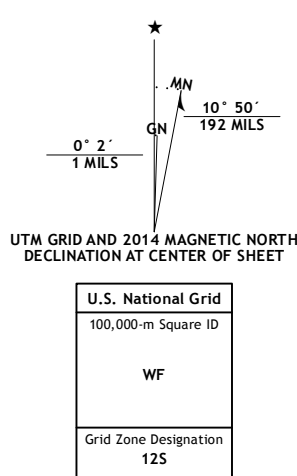 ★
MN
GN
10° 50´
192 MILS
0° 2´
1 MILS
UTM GRID AND 2014 MAGNETIC NORTH
DECLINATION AT CENTER OF SHEET
U.S. National Grid
100,000-m Square ID
WF
Grid Zone Designation
12S